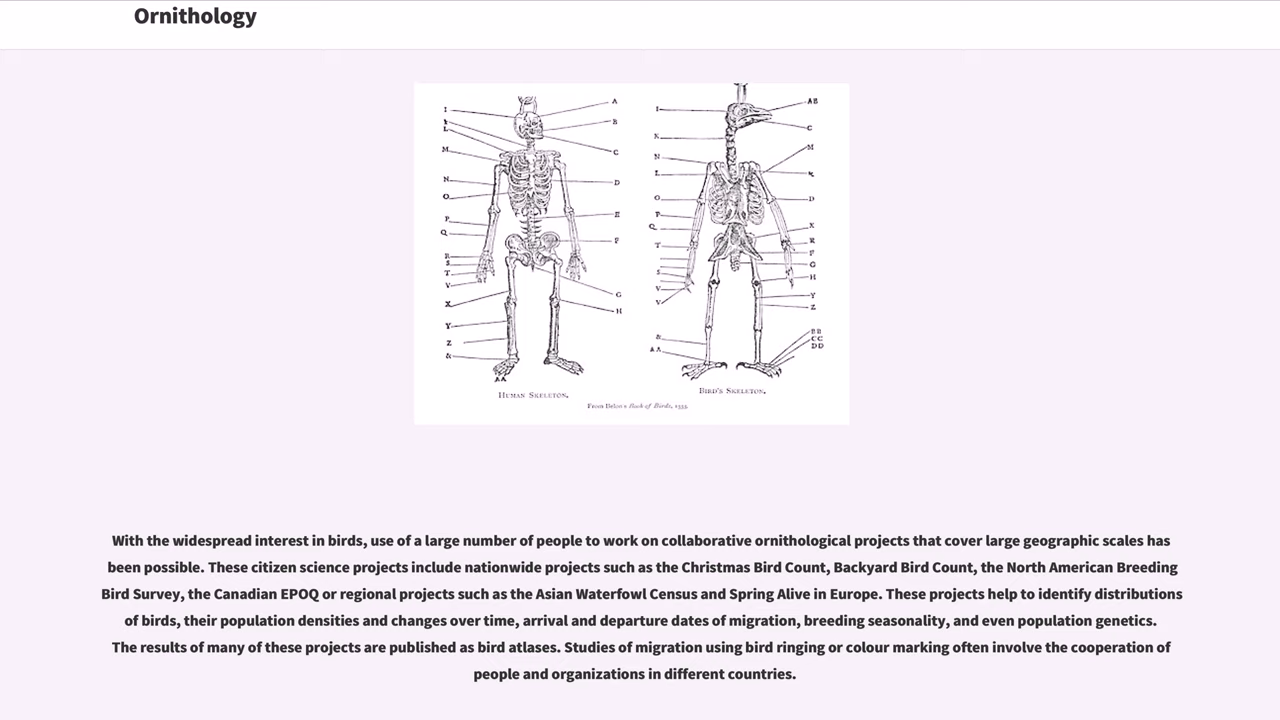 Ornithology
I A
Y B
L C
M D
N E
O F
P G
Q H
R
S
T
V
X
Y
Z
&
AA
HUMAN SKELETON.
I AB
K C
N M
L K
O D
P X
Q R
T F
S G
V H
V Y
& Z
AA BB
CC
DD
BIRD'S SKELETON.
From Belon's Book of Birds, 1555.
With the widespread interest in birds, use of a large number of people to work on collaborative ornithological projects that cover large geographic scales has
been possible. These citizen science projects include nationwide projects such as the Christmas Bird Count, Backyard Bird Count, the North American Breeding
Bird Survey, the Canadian EPOQ or regional projects such as the Asian Waterfowl Census and Spring Alive in Europe. These projects help to identify distributions
of birds, their population densities and changes over time, arrival and departure dates of migration, breeding seasonality, and even population genetics.
The results of many of these projects are published as bird atlases. Studies of migration using bird ringing or colour marking often involve the cooperation of
people and organizations in different countries.